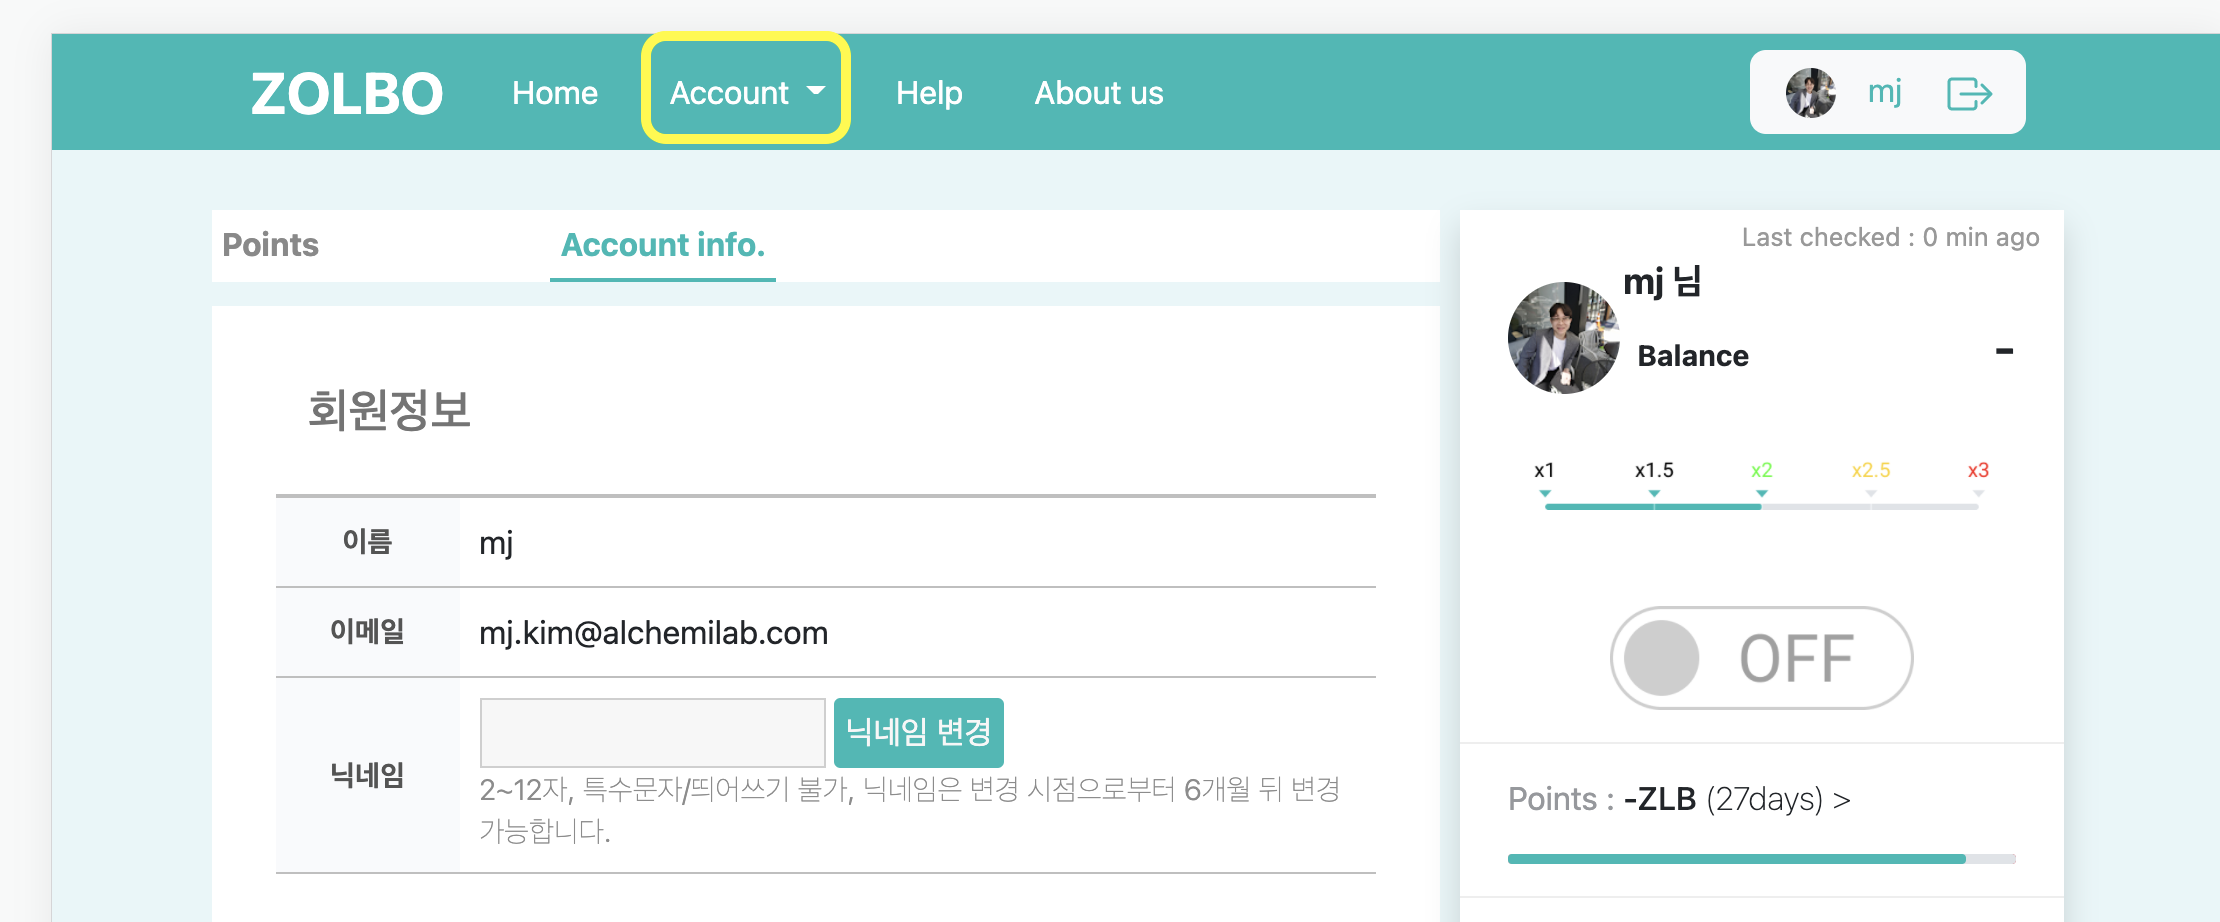 ZOLBO Home Account Help About us mj
Points Account info.
회원정보
이름 mj
이메일 mj.kim@alchemilab.com
닉네임 닉네임 변경
2~12자, 특수문자/띄어쓰기 불가, 닉네임은 변경 시점으로부터 6개월 뒤 변경
가능합니다.
Last checked : 0 min ago
mj 님
Balance -
x1 x1.5 x2 x2.5 x3
OFF
Points : -ZLB (27days) >